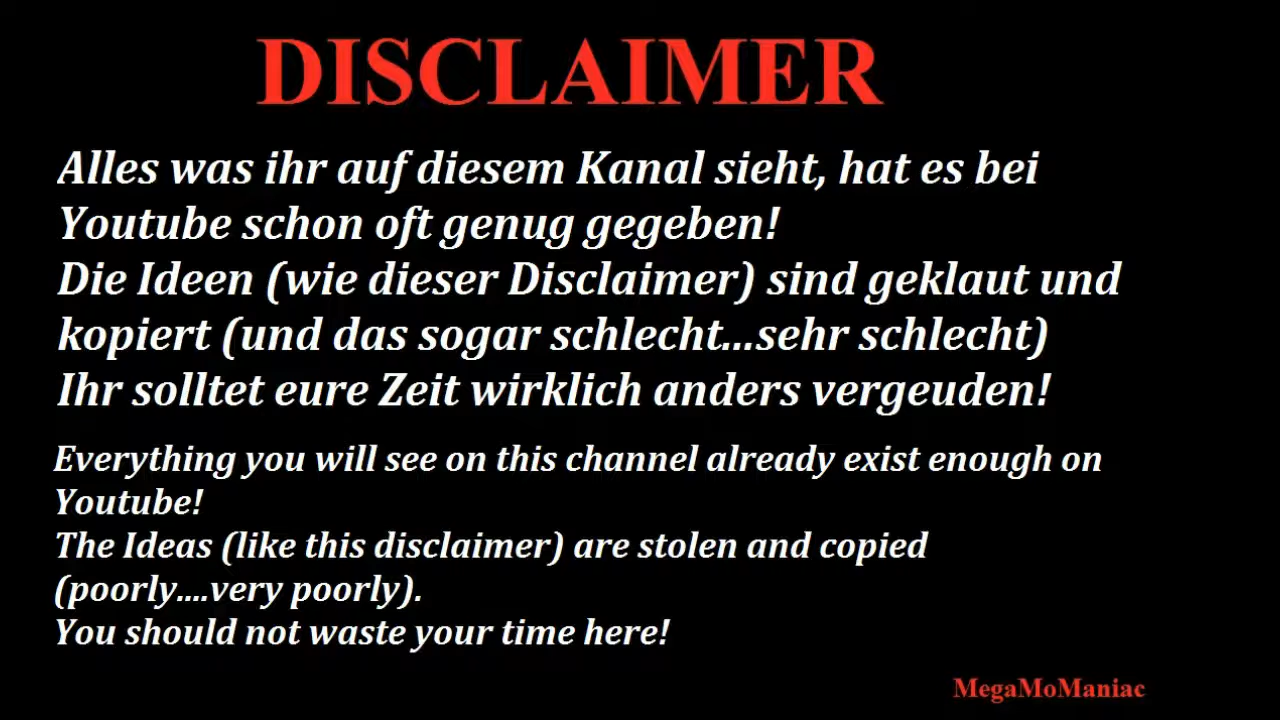 DISCLAIMER
Alles was ihr auf diesem Kanal sieht, hat es bei
Youtube schon oft genug gegeben!
Die Ideen (wie dieser Disclaimer) sind geklaut und
kopiert (und das sogar schlecht...sehr schlecht)
Ihr solltet eure Zeit wirklich anders vergeuden!
Everything you will see on this channel already exist enough on
Youtube!
The Ideas (like this disclaimer) are stolen and copied
(poorly....very poorly).
You should not waste your time here!
MegaMoManiac